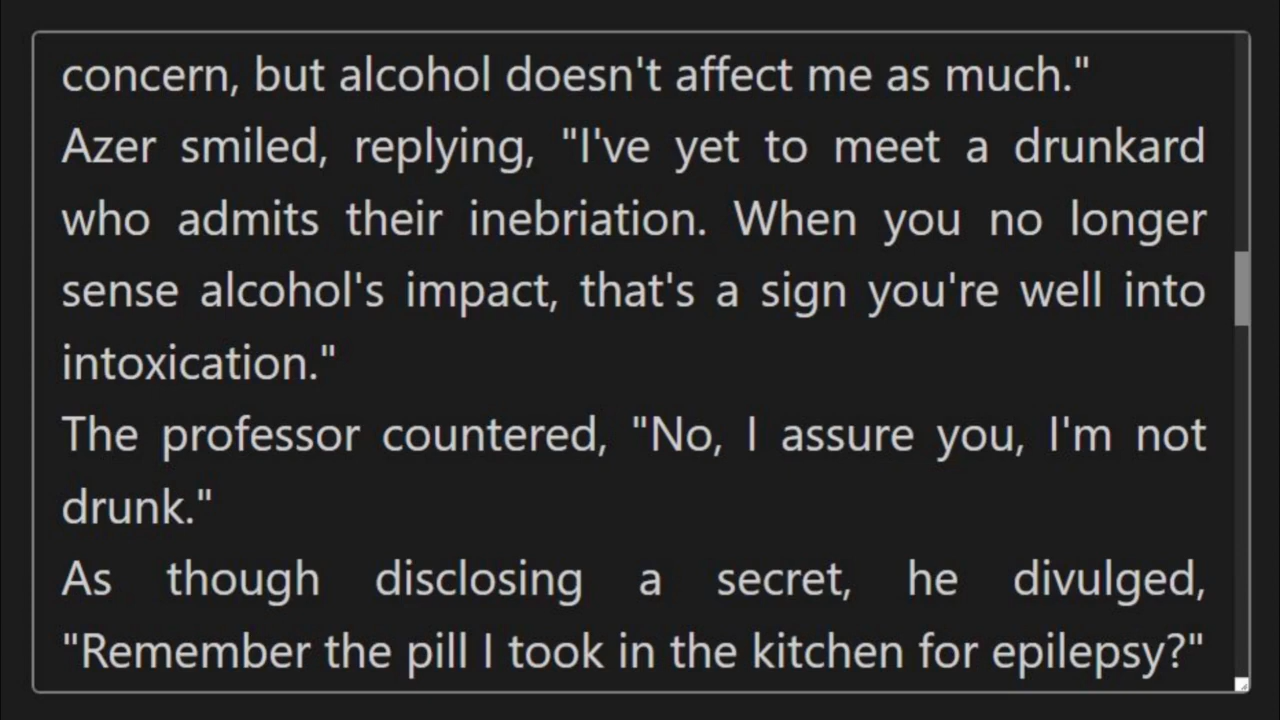 concern, but alcohol doesn't affect me as much."
Azer smiled, replying, "I've yet to meet a drunkard
who admits their inebriation. When you no longer
sense alcohol's impact, that's a sign you're well into
intoxication."
The professor countered, "No, I assure you, I'm not
drunk."
As though disclosing a secret, he divulged,
"Remember the pill I took in the kitchen for epilepsy?"